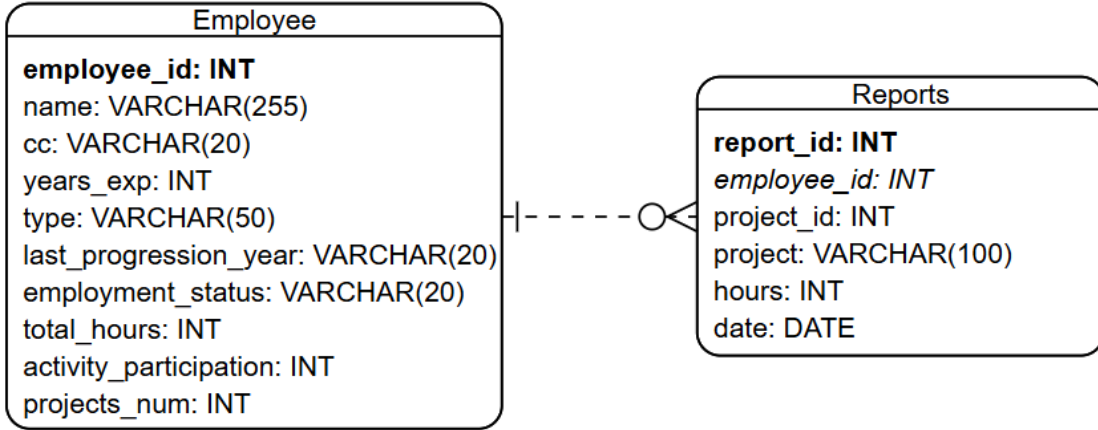 Employee
employee_id: INT
name: VARCHAR(255)
cc: VARCHAR(20)
years_exp: INT
type: VARCHAR(50)
last_progression_year: VARCHAR(20)
employment_status: VARCHAR(20)
total_hours: INT
activity_participation: INT
projects_num: INT
Reports
report_id: INT
employee_id: INT
project_id: INT
project: VARCHAR(100)
hours: INT
date: DATE